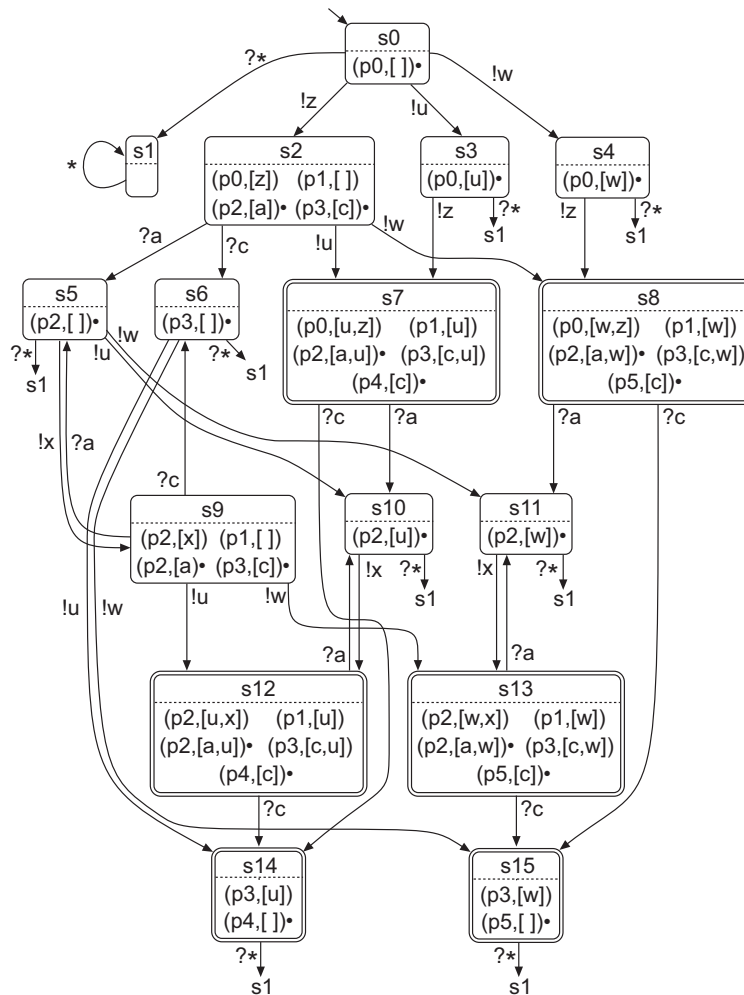 s0
(p0,[ ])•
?*
!z
!u
!w
s1
*
s2
(p0,[z]) (p1,[ ])
(p2,[a])• (p3,[c])•
s3
(p0,[u])•
s4
(p0,[w])•
?a
?c
!u
!w
!z
?*
s1
!z
?*
s1
s5
(p2,[ ])•
s6
(p3,[ ])•
s7
(p0,[u,z]) (p1,[u])
(p2,[a,u])• (p3,[c,u])
(p4,[c])•
s8
(p0,[w,z]) (p1,[w])
(p2,[a,w])• (p3,[c,w])
(p5,[c])•
?*
s1
!u
!w
?*
s1
!x
?a
?c
?c
?a
?a
?c
s9
(p2,[x]) (p1,[ ])
(p2,[a)• (p3,[c])•
s10
(p2,[u])•
s11
(p2,[w])•
!u
!w
!u
!w
!x
?*
s1
!x
?*
s1
?a
?a
s12
(p2,[u,x]) (p1,[u])
(p2,[a,u])• (p3,[c,u])
(p4,[c])•
s13
(p2,[w,x]) (p1,[w])
(p2,[a,w])• (p3,[c,w])
(p5,[c])•
?c
?c
s14
(p3,[u])
(p4,[ ])•
s15
(p3,[w])
(p5,[ ])•
?*
s1
?*
s1